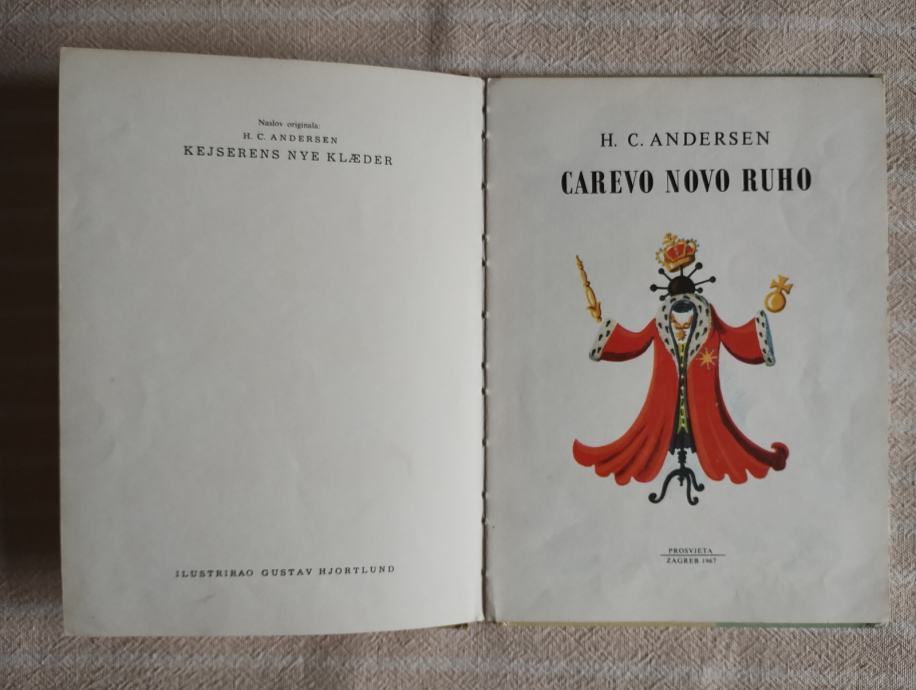 Naslov originala:
H. C. ANDERSEN
KEJSERENS NYE KLÆDER
ILUSTRIRAO GUSTAV HJORTLUND
H. C. ANDERSEN
CAREVO NOVO RUHO
PROSVJETA
ZAGREB 1967